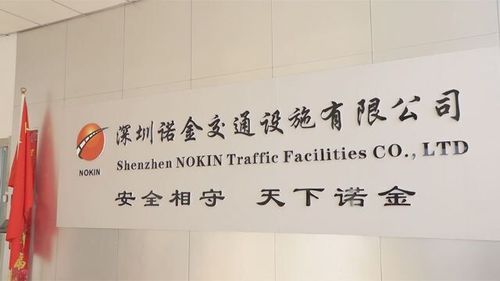 深圳诺金交通设施有限公司
NOKIN
Shenzhen NOKIN Traffic Facilities CO., LTD
安全相守 天下诺金